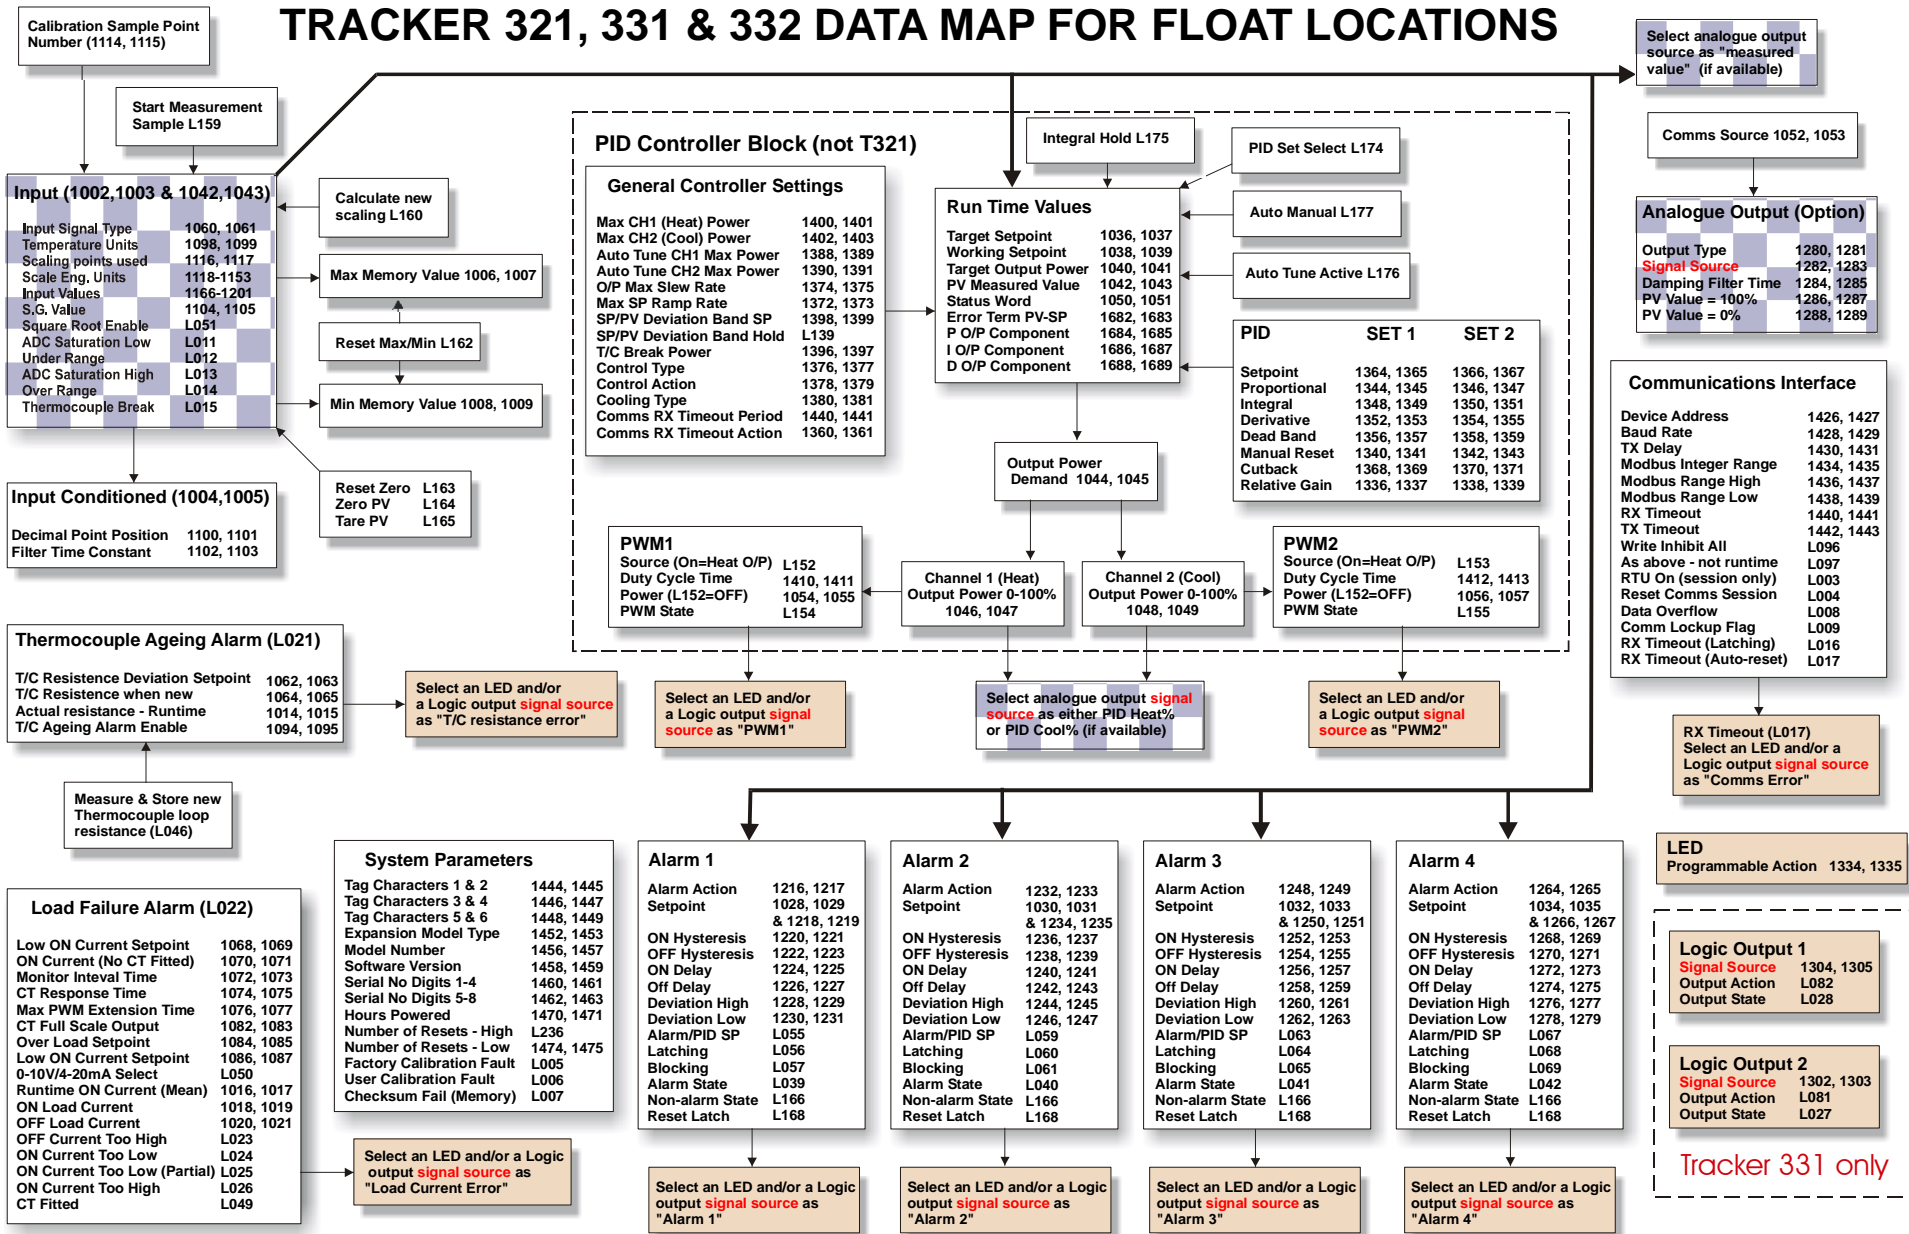 TRACKER 321, 331 & 332 DATA MAP FOR FLOAT LOCATIONS
Calibration Sample Point
Number (1114, 1115)
Start Measurement
Sample L159
Input (1002,1003 & 1042,1043)
Input Signal Type 1060, 1061
Temperature Units 1098, 1099
Scaling points used 1116, 1117
Scale Eng. Units 1118-1153
Input Values 1166-1201
S.G. Value 1104, 1105
Square Root Enable L051
ADC Saturation Low L011
Under Range L012
ADC Saturation High L013
Over Range L014
Thermocouple Break L015
Calculate new
scaling L160
Max Memory Value 1006, 1007
Reset Max/Min L162
Min Memory Value 1008, 1009
Reset Zero L163
Zero PV L164
Tare PV L165
Input Conditioned (1004,1005)
Decimal Point Position 1100, 1101
Filter Time Constant 1102, 1103
PID Controller Block (not T321)
General Controller Settings
Max CH1 (Heat) Power 1400, 1401
Max CH2 (Cool) Power 1402, 1403
Auto Tune CH1 Max Power 1388, 1389
Auto Tune CH2 Max Power 1390, 1391
O/P Max Slew Rate 1374, 1375
Max SP Ramp Rate 1372, 1373
SP/PV Deviation Band SP 1398, 1399
SP/PV Deviation Band Hold L139
T/C Break Power 1396, 1397
Control Type 1376, 1377
Control Action 1378, 1379
Cooling Type 1380, 1381
Comms RX Timeout Period 1440, 1441
Comms RX Timeout Action 1360, 1361
Integral Hold L175
PID Set Select L174
Auto Manual L177
Auto Tune Active L176
Run Time Values
Target Setpoint 1036, 1037
Working Setpoint 1038, 1039
Target Output Power 1040, 1041
PV Measured Value 1042, 1043
Status Word 1050, 1051
Error Term PV-SP 1682, 1683
P O/P Component 1684, 1685
I O/P Component 1686, 1687
D O/P Component 1688, 1689
PID SET 1 SET 2
Setpoint 1364, 1365 1366, 1367
Proportional 1344, 1345 1346, 1347
Integral 1348, 1349 1350, 1351
Derivative 1352, 1353 1354, 1355
Dead Band 1356, 1357 1358, 1359
Manual Reset 1340, 1341 1342, 1343
Cutback 1368, 1369 1370, 1371
Relative Gain 1336, 1337 1338, 1339
Output Power
Demand 1044, 1045
PWM1
Source (On=Heat O/P) L152
Duty Cycle Time 1410, 1411
Power (L152=OFF) 1054, 1055
PWM State L154
Channel 1 (Heat)
Output Power 0-100%
1046, 1047
Channel 2 (Cool)
Output Power 0-100%
1048, 1049
PWM2
Source (On=Heat O/P) L153
Duty Cycle Time 1412, 1413
Power (L152=OFF) 1056, 1057
PWM State L155
Select an LED and/or
a Logic output signal
source as "PWM1"
Select analogue output signal
source as either PID Heat%
or PID Cool% (if available)
Select an LED and/or
a Logic output signal
source as "PWM2"
Select analogue output
source as "measured
value" (if available)
Comms Source 1052, 1053
Analogue Output (Option)
Output Type 1280, 1281
Signal Source 1282, 1283
Damping Filter Time 1284, 1285
PV Value = 100% 1286, 1287
PV Value = 0% 1288, 1289
Communications Interface
Device Address 1426, 1427
Baud Rate 1428, 1429
TX Delay 1430, 1431
Modbus Integer Range 1434, 1435
Modbus Range High 1436, 1437
Modbus Range Low 1438, 1439
RX Timeout 1440, 1441
TX Timeout 1442, 1443
Write Inhibit All L096
As above - not runtime L097
RTU On (session only) L003
Reset Comms Session L004
Data Overflow L008
Comm Lockup Flag L009
RX Timeout (Latching) L016
RX Timeout (Auto-reset) L017
RX Timeout (L017)
Select an LED and/or a
Logic output signal source
as "Comms Error"
Thermocouple Ageing Alarm (L021)
T/C Resistence Deviation Setpoint 1062, 1063
T/C Resistence when new 1064, 1065
Actual resistance - Runtime 1014, 1015
T/C Ageing Alarm Enable 1094, 1095
Select an LED and/or
a Logic output signal source
as "T/C resistance error"
Measure & Store new
Thermocouple loop
resistance (L046)
Load Failure Alarm (L022)
Low ON Current Setpoint 1068, 1069
ON Current (No CT Fitted) 1070, 1071
Monitor Inteval Time 1072, 1073
CT Response Time 1074, 1075
Max PWM Extension Time 1076, 1077
CT Full Scale Output 1082, 1083
Over Load Setpoint 1084, 1085
Low ON Current Setpoint 1086, 1087
0-10V/4-20mA Select L050
Runtime ON Current (Mean) 1016, 1017
ON Load Current 1018, 1019
OFF Load Current 1020, 1021
OFF Current Too High L023
ON Current Too Low L024
ON Current Too Low (Partial) L025
ON Current Too High L026
CT Fitted L049
System Parameters
Tag Characters 1 & 2 1444, 1445
Tag Characters 3 & 4 1446, 1447
Tag Characters 5 & 6 1448, 1449
Expansion Model Type 1452, 1453
Model Number 1456, 1457
Software Version 1458, 1459
Serial No Digits 1-4 1460, 1461
Serial No Digits 5-8 1462, 1463
Hours Powered 1470, 1471
Number of Resets - High L236
Number of Resets - Low 1474, 1475
Factory Calibration Fault L005
User Calibration Fault L006
Checksum Fail (Memory) L007
Select an LED and/or a Logic
output signal source as
"Load Current Error"
Alarm 1
Alarm Action 1216, 1217
Setpoint 1028, 1029
& 1218, 1219
ON Hysteresis 1220, 1221
OFF Hysteresis 1222, 1223
ON Delay 1224, 1225
Off Delay 1226, 1227
Deviation High 1228, 1229
Deviation Low 1230, 1231
Alarm/PID SP L055
Latching L056
Blocking L057
Alarm State L039
Non-alarm State L166
Reset Latch L168
Select an LED and/or a Logic
output signal source as
"Alarm 1"
Alarm 2
Alarm Action 1232, 1233
Setpoint 1030, 1031
& 1234, 1235
ON Hysteresis 1236, 1237
OFF Hysteresis 1238, 1239
ON Delay 1240, 1241
Off Delay 1242, 1243
Deviation High 1244, 1245
Deviation Low 1246, 1247
Alarm/PID SP L059
Latching L060
Blocking L061
Alarm State L040
Non-alarm State L166
Reset Latch L168
Select an LED and/or a Logic
output signal source as
"Alarm 2"
Alarm 3
Alarm Action 1248, 1249
Setpoint 1032, 1033
& 1250, 1251
ON Hysteresis 1252, 1253
OFF Hysteresis 1254, 1255
ON Delay 1256, 1257
Off Delay 1258, 1259
Deviation High 1260, 1261
Deviation Low 1262, 1263
Alarm/PID SP L063
Latching L064
Blocking L065
Alarm State L041
Non-alarm State L166
Reset Latch L168
Select an LED and/or a Logic
output signal source as
"Alarm 3"
Alarm 4
Alarm Action 1264, 1265
Setpoint 1034, 1035
& 1266, 1267
ON Hysteresis 1268, 1269
OFF Hysteresis 1270, 1271
ON Delay 1272, 1273
Off Delay 1274, 1275
Deviation High 1276, 1277
Deviation Low 1278, 1279
Alarm/PID SP L067
Latching L068
Blocking L069
Alarm State L042
Non-alarm State L166
Reset Latch L168
Select an LED and/or a Logic
output signal source as
"Alarm 4"
LED
Programmable Action 1334, 1335
Logic Output 1
Signal Source 1304, 1305
Output Action L082
Output State L028
Logic Output 2
Signal Source 1302, 1303
Output Action L081
Output State L027
Tracker 331 only